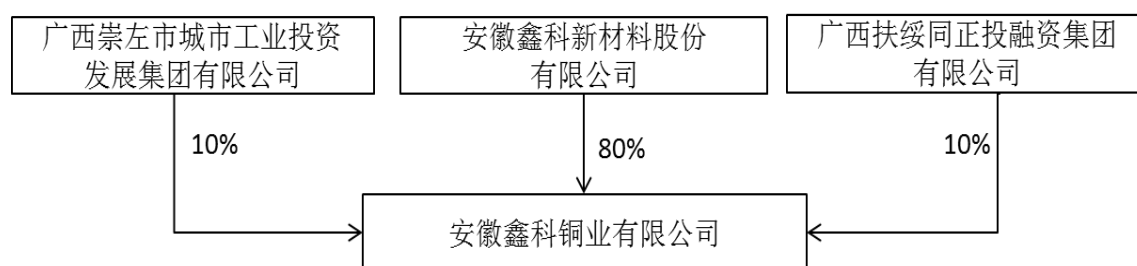 广西崇左市城市工业投资
发展集团有限公司
安徽鑫科新材料股份
有限公司
广西扶绥同正投融资集团
有限公司
10%
80%
10%
安徽鑫科铜业有限公司